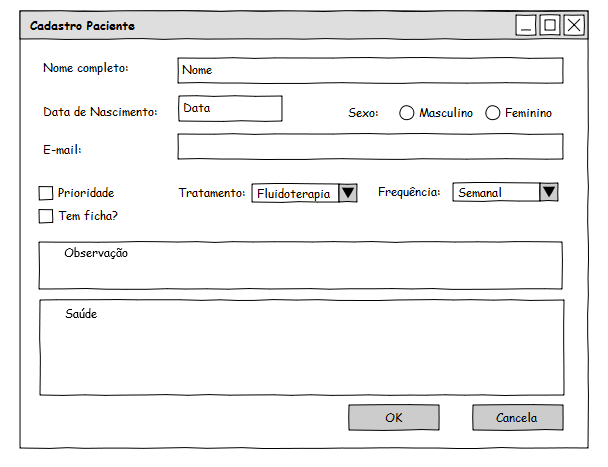 Cadastro Paciente
Nome completo: Nome
Data de Nascimento: Data Sexo: Masculino Feminino
E-mail:
Prioridade Tratamento: Fluidoterapia Frequência: Semanal
Tem ficha?
Observação
Saúde
OK Cancela